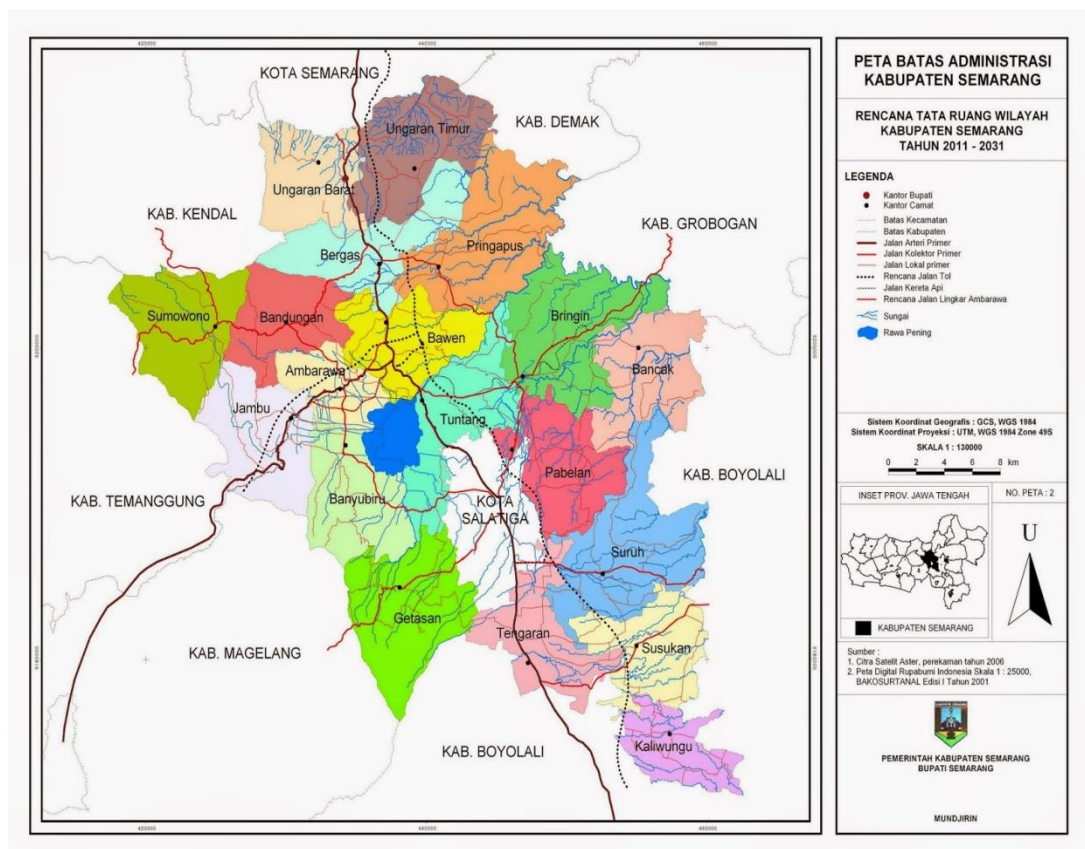 420000
440000
460000
KOTA SEMARANG
Ungaran Timur
KAB. DEMAK
Ungaran Barat
KAB. KENDAL
KAB. GROBOGAN
Pringapus
Bergas
Sumowono
Bandungan
Bringin
Bawen
Ambarawa
Bancak
Jambu
Tuntang
KAB. TEMANGGUNG
Pabelan
KAB. BOYOLALI
Banyubiru
KOTA
SALATIGA
Suruh
Getasan
Tengaran
Susukan
KAB. MAGELANG
KAB. BOYOLALI
Kaliwungu
420000
440000
460000
PETA BATAS ADMINISTRASI
KABUPATEN SEMARANG
RENCANA TATA RUANG WILAYAH
KABUPATEN SEMARANG
TAHUN 2011 - 2031
LEGENDA
Kantor Bupati
Kantor Camat
Batas Kecamatan
Batas Kabupaten
Jalan Arteri Primer
Jalan Kolektor Primer
Jalan Lokal primer
Rencana Jalan Tol
Jalan Kereta Api
Rencana Jalan Lingkar Ambarawa
Sungai
Rawa Pening
Sistem Koordinat Geografis : GCS, WGS 1984
Sistem Koordinat Proyeksi : UTM, WGS 1984 Zone 49S
SKALA 1 : 130000
0 2 4 6 8 km
INSET PROV. JAWA TENGAH
NO. PETA : 2
U
KABUPATEN SEMARANG
Sumber :
1. Citra Satelit Aster, perekaman tahun 2006
2. Peta Digital Rupabumi Indonesia Skala 1 : 25000,
BAKOSURTANAL Edisi I Tahun 2001
PEMERINTAH KABUPATEN SEMARANG
BUPATI SEMARANG
MUNDJIRIN